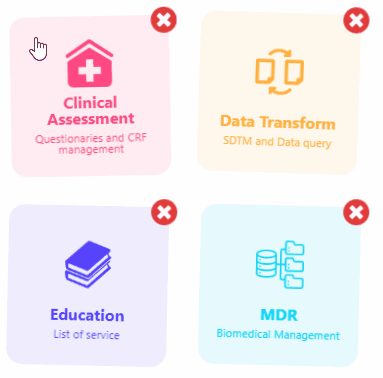 Clinical
Assessment
Questionaries and CRF
management
Data Transform
SDTM and Data query
Education
List of service
MDR
Biomedical Management